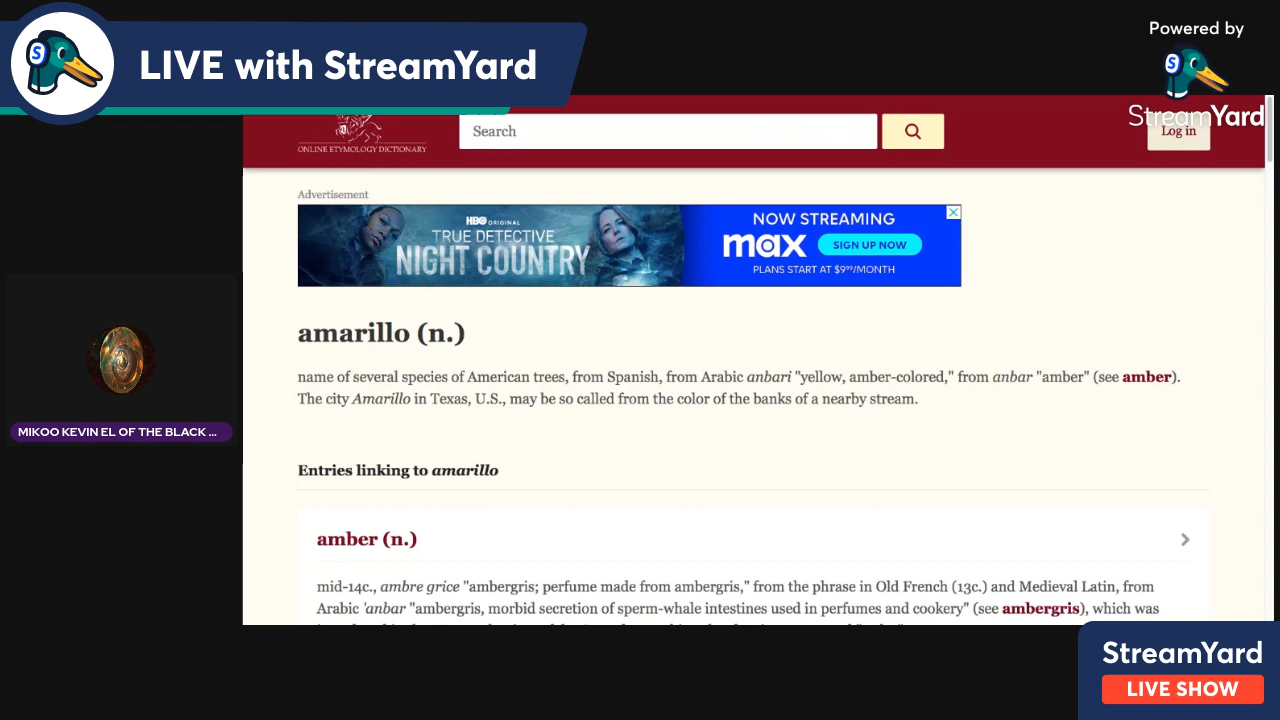 LIVE with StreamYard
Powered by
StreamYard
ONLINE ETYMOLOGY DICTIONARY
Search
Log in
Advertisement
HBO ORIGINAL
TRUE DETECTIVE
NIGHT COUNTRY
NOW STREAMING
max
SIGN UP NOW
PLANS START AT $9⁹⁹/MONTH
amarillo (n.)
name of several species of American trees, from Spanish, from Arabic anbari "yellow, amber-colored," from anbar "amber" (see amber).
The city Amarillo in Texas, U.S., may be so called from the color of the banks of a nearby stream.
MIKOO KEVIN EL OF THE BLACK ...
Entries linking to amarillo
amber (n.)
mid-14c., ambre grice "ambergris; perfume made from ambergris," from the phrase in Old French (13c.) and Medieval Latin, from
Arabic 'anbar "ambergris, morbid secretion of sperm-whale intestines used in perfumes and cookery" (see ambergris), which was
StreamYard
LIVE SHOW